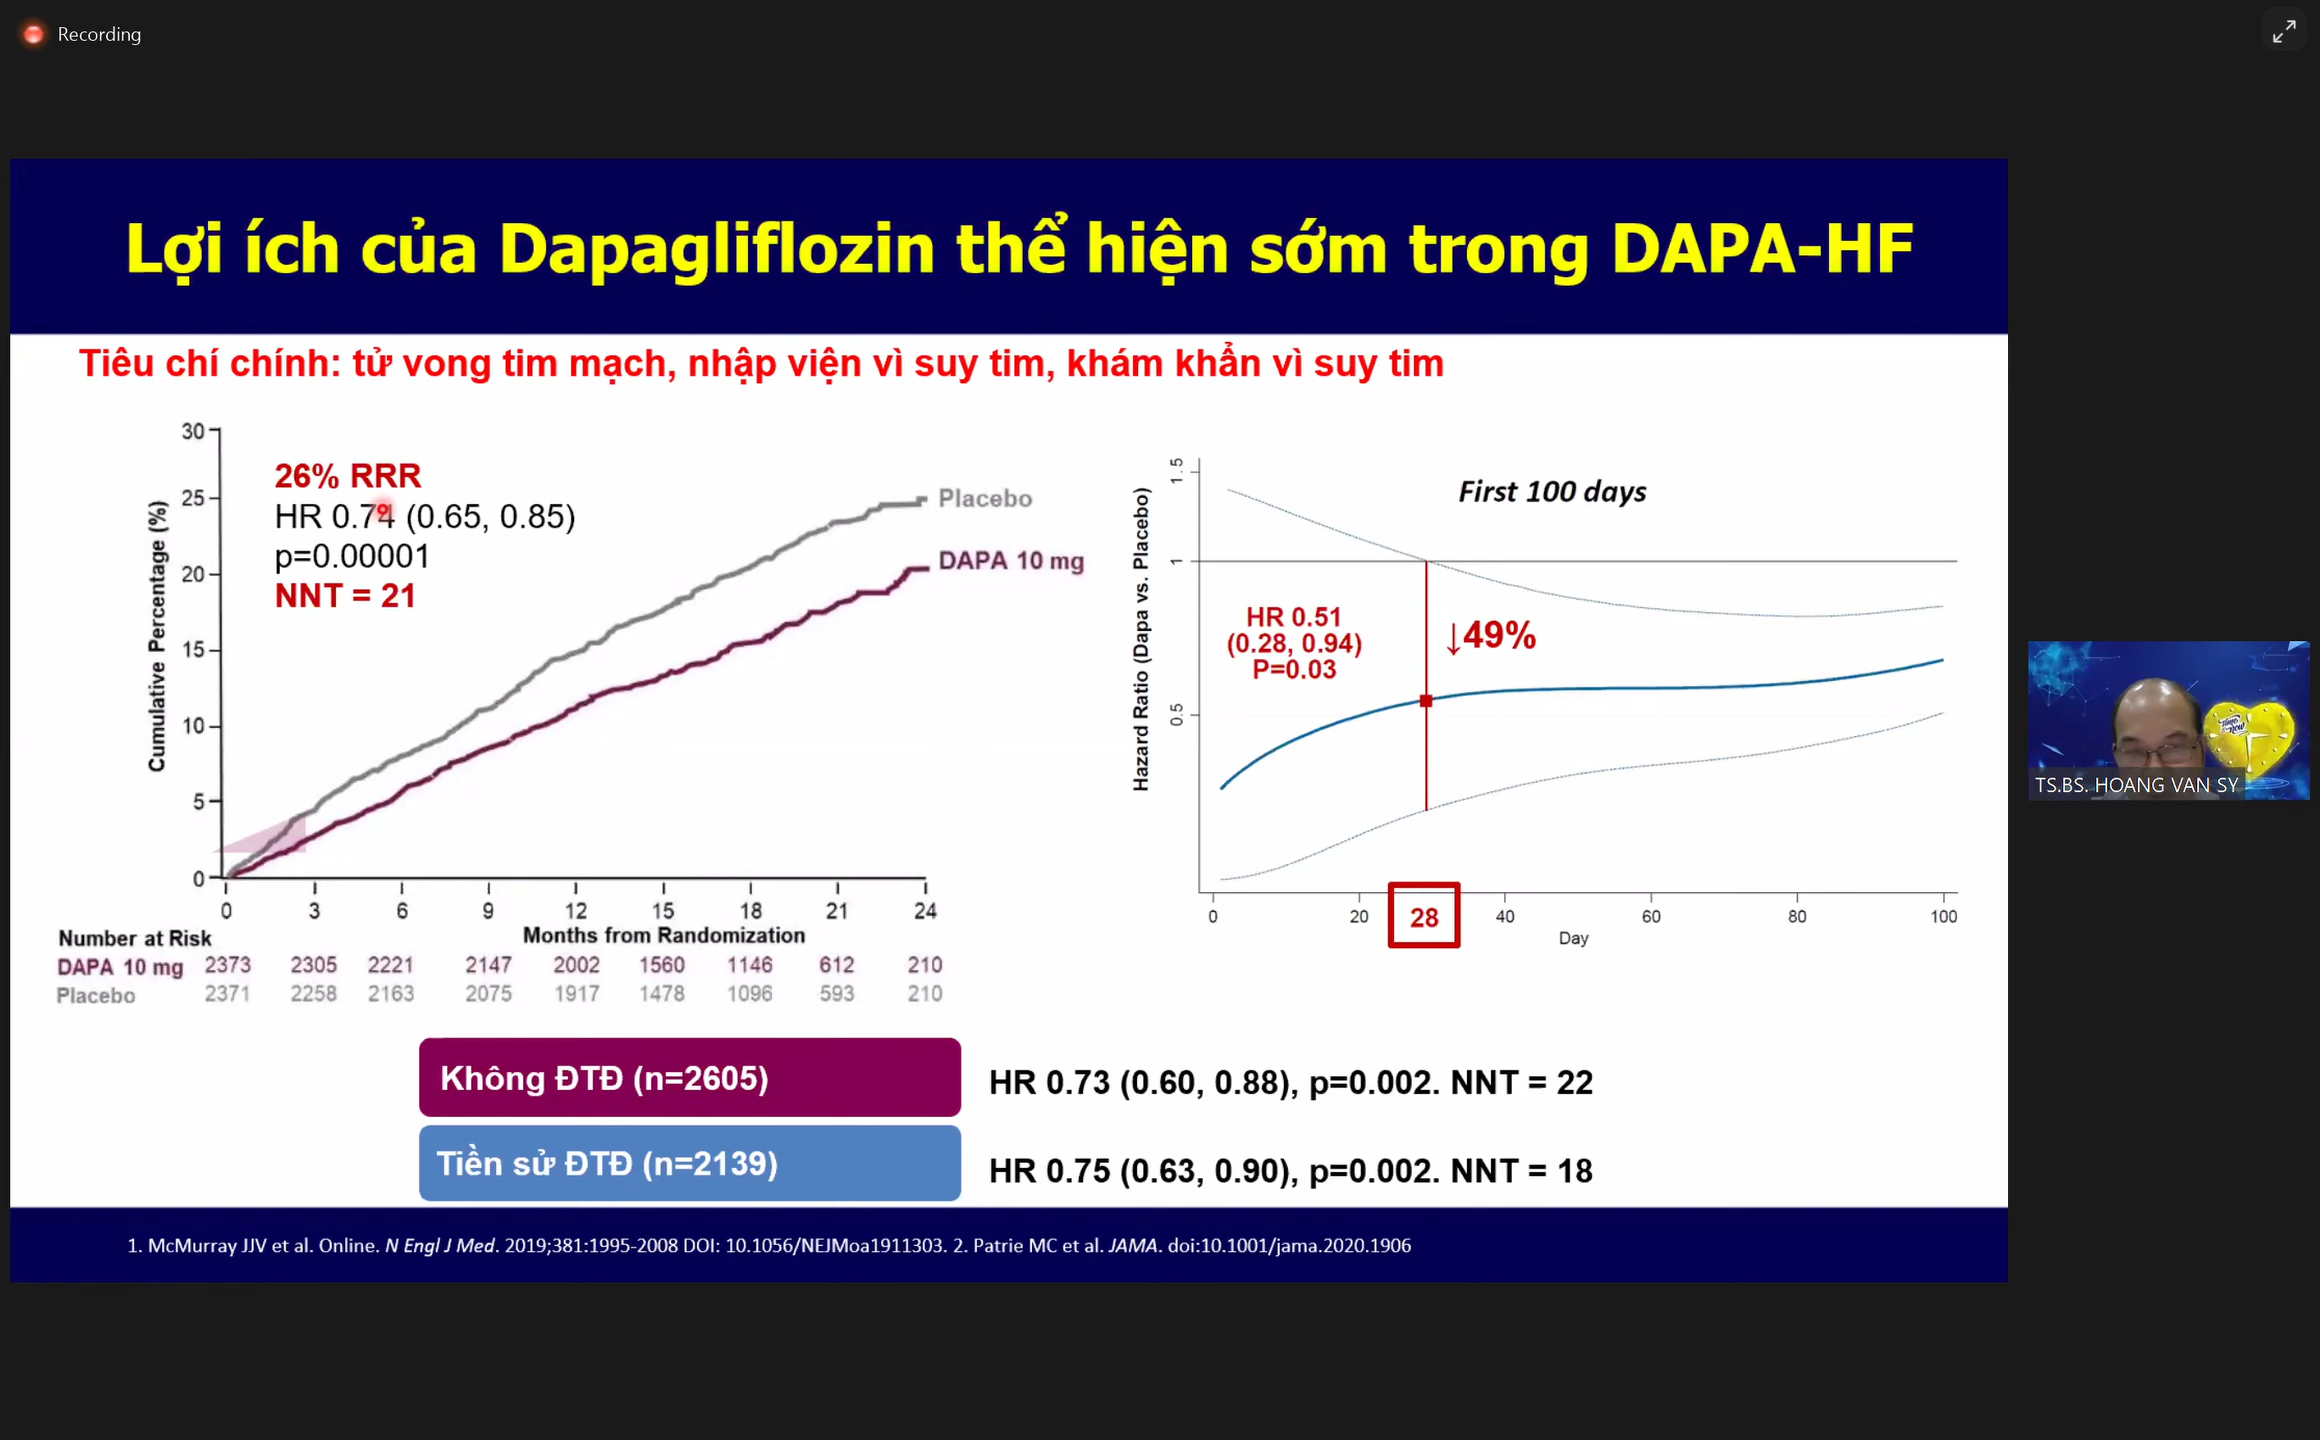 Recording
Lợi ích của Dapagliflozin thể hiện sớm trong DAPA-HF
Tiêu chí chính: tử vong tim mạch, nhập viện vì suy tim, khám khẩn vì suy tim
Cumulative Percentage (%)
30
25
20
15
10
5
0
26% RRR
HR 0.74 (0.65, 0.85)
p=0.00001
NNT = 21
Placebo
DAPA 10 mg
0 3 6 9 12 15 18 21 24
Months from Randomization
Number at Risk
DAPA 10 mg 2373 2305 2221 2147 2002 1560 1146 612 210
Placebo 2371 2258 2163 2075 1917 1478 1096 593 210
Hazard Ratio (Dapa vs. Placebo)
1.5
1
0.5
First 100 days
HR 0.51
(0.28, 0.94)
P=0.03
↓49%
0 20 28 40 60 80 100
Day
Không ĐTĐ (n=2605)
HR 0.73 (0.60, 0.88), p=0.002. NNT = 22
Tiền sử ĐTĐ (n=2139)
HR 0.75 (0.63, 0.90), p=0.002. NNT = 18
1. McMurray JJV et al. Online. N Engl J Med. 2019;381:1995-2008 DOI: 10.1056/NEJMoa1911303. 2. Patrie MC et al. JAMA. doi:10.1001/jama.2020.1906
TS.BS. HOANG VAN SY